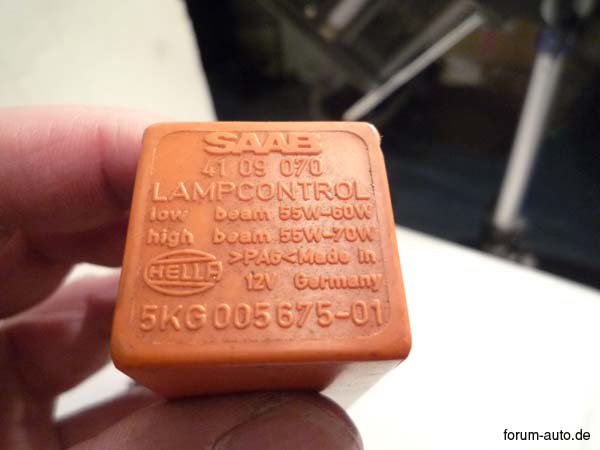 SAAB
41 09 070
LAMPCONTROL
low beam 55W-60W
high beam 55W-70W
HELLA >PA6<Made in
12V Germany
5KG 005 675-01
forum-auto.de